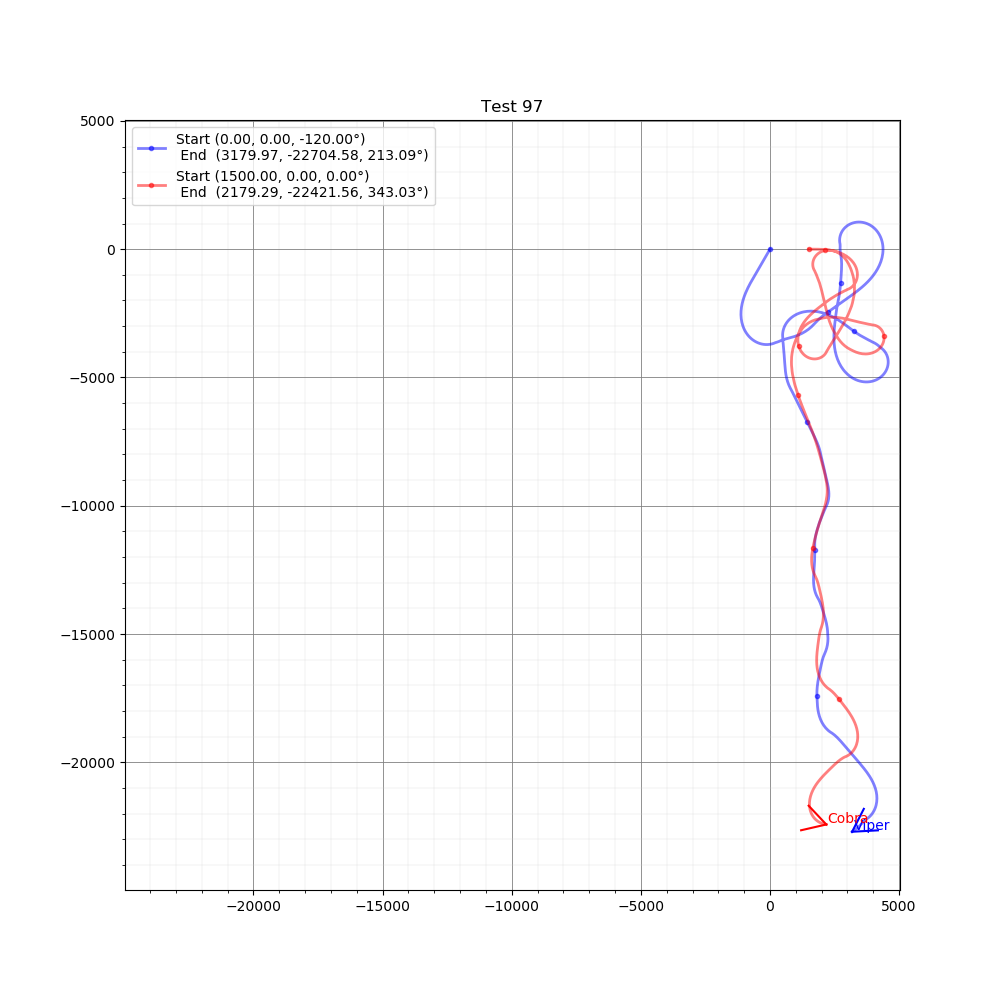 Test 97
Start (0.00, 0.00, -120.00°)
End (3179.97, -22704.58, 213.09°)
Start (1500.00, 0.00, 0.00°)
End (2179.29, -22421.56, 343.03°)
5000
0
−5000
−10000
−15000
−20000
Cobra
Viper
−20000 −15000 −10000 −5000 0 5000